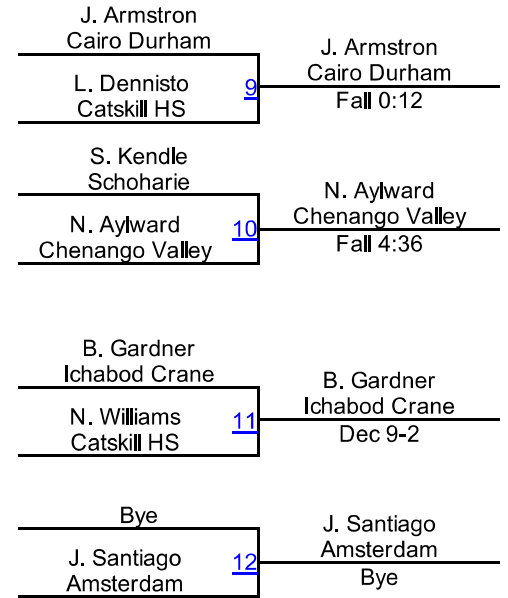 J. Armstron
Cairo Durham
L. Dennisto
Catskill HS
9
J. Armstron
Cairo Durham
Fall 0:12
S. Kendle
Schoharie
N. Aylward
Chenango Valley
10
N. Aylward
Chenango Valley
Fall 4:36
B. Gardner
Ichabod Crane
N. Williams
Catskill HS
11
B. Gardner
Ichabod Crane
Dec 9-2
Bye
J. Santiago
Amsterdam
12
J. Santiago
Amsterdam
Bye